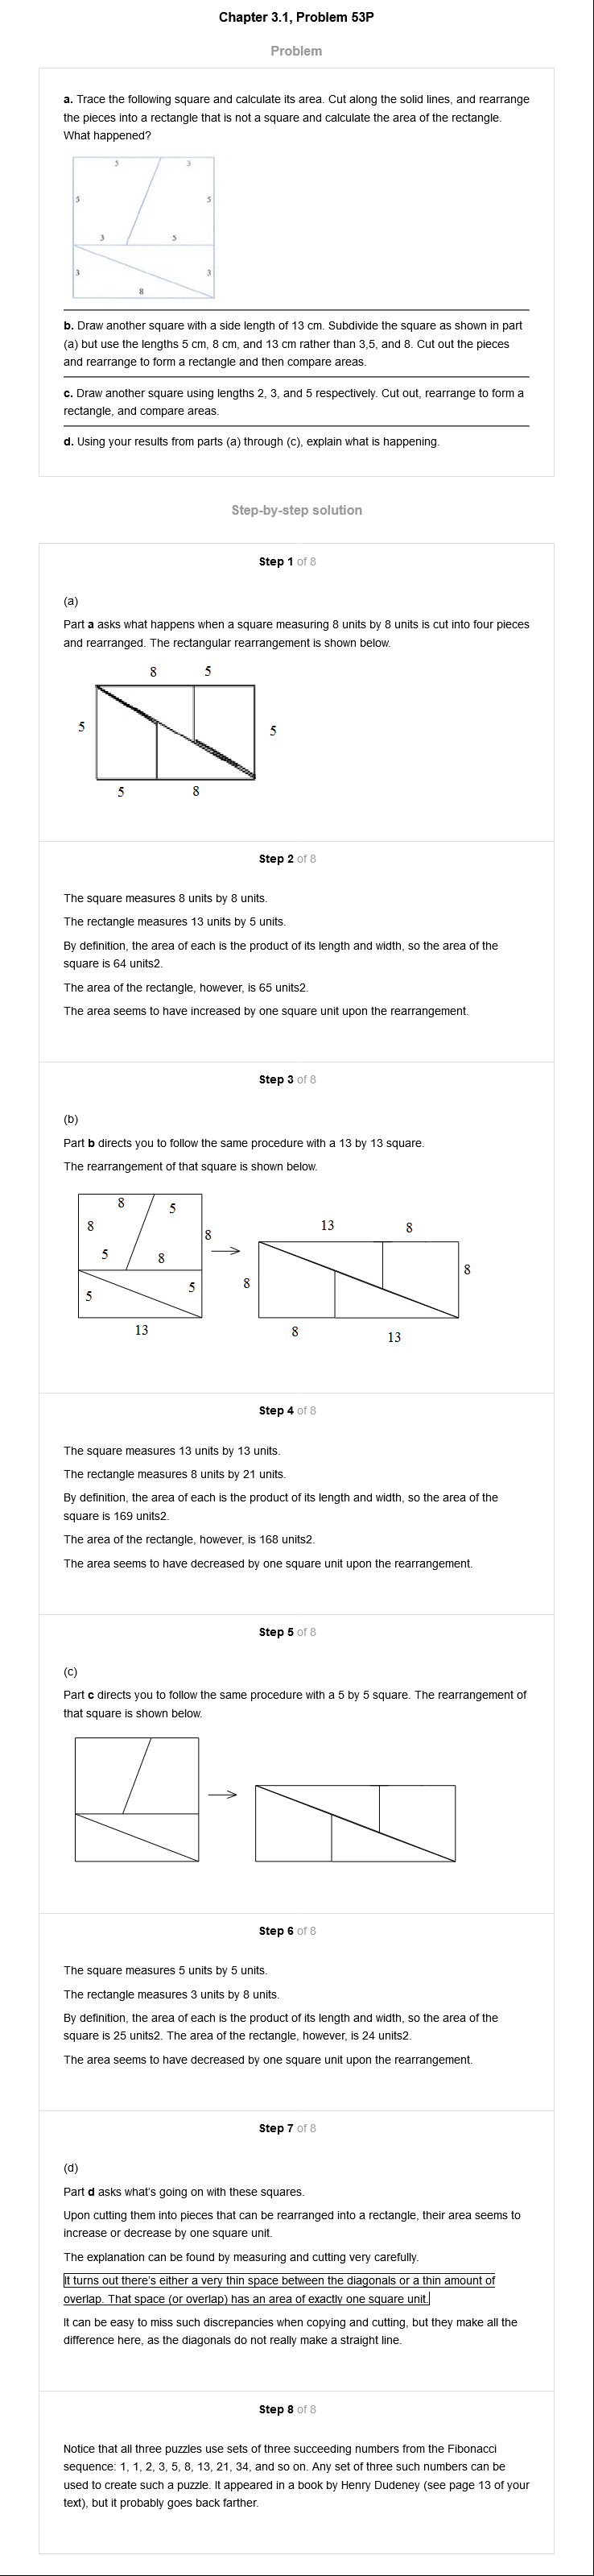 Chapter 3.1, Problem 53P
Problem
a. Trace the following square and calculate its area. Cut along the solid lines, and rearrange
the pieces into a rectangle that is not a square and calculate the area of the rectangle.
What happened?
5 3
5 5
3 5
3 3
8
b. Draw another square with a side length of 13 cm. Subdivide the square as shown in part
(a) but use the lengths 5 cm, 8 cm, and 13 cm rather than 3,5, and 8. Cut out the pieces
and rearrange to form a rectangle and then compare areas.
c. Draw another square using lengths 2, 3, and 5 respectively. Cut out, rearrange to form a
rectangle, and compare areas.
d. Using your results from parts (a) through (c), explain what is happening.
Step-by-step solution
Step 1 of 8
(a)
Part a asks what happens when a square measuring 8 units by 8 units is cut into four pieces
and rearranged. The rectangular rearrangement is shown below.
8 5
5 5
5 8
Step 2 of 8
The square measures 8 units by 8 units.
The rectangle measures 13 units by 5 units.
By definition, the area of each is the product of its length and width, so the area of the
square is 64 units2.
The area of the rectangle, however, is 65 units2.
The area seems to have increased by one square unit upon the rearrangement.
Step 3 of 8
(b)
Part b directs you to follow the same procedure with a 13 by 13 square.
The rearrangement of that square is shown below.
8 5
8 8
5 8
5 5
13
13 8
8 8
8 13
Step 4 of 8
The square measures 13 units by 13 units.
The rectangle measures 8 units by 21 units.
By definition, the area of each is the product of its length and width, so the area of the
square is 169 units2.
The area of the rectangle, however, is 168 units2.
The area seems to have decreased by one square unit upon the rearrangement.
Step 5 of 8
(c)
Part c directs you to follow the same procedure with a 5 by 5 square. The rearrangement of
that square is shown below.
Step 6 of 8
The square measures 5 units by 5 units.
The rectangle measures 3 units by 8 units.
By definition, the area of each is the product of its length and width, so the area of the
square is 25 units2. The area of the rectangle, however, is 24 units2.
The area seems to have decreased by one square unit upon the rearrangement.
Step 7 of 8
(d)
Part d asks what's going on with these squares.
Upon cutting them into pieces that can be rearranged into a rectangle, their area seems to
increase or decrease by one square unit.
The explanation can be found by measuring and cutting very carefully.
It turns out there's either a very thin space between the diagonals or a thin amount of
overlap. That space (or overlap) has an area of exactly one square unit.
It can be easy to miss such discrepancies when copying and cutting, but they make all the
difference here, as the diagonals do not really make a straight line.
Step 8 of 8
Notice that all three puzzles use sets of three succeeding numbers from the Fibonacci
sequence: 1, 1, 2, 3, 5, 8, 13, 21, 34, and so on. Any set of three such numbers can be
used to create such a puzzle. It appeared in a book by Henry Dudeney (see page 13 of your
text), but it probably goes back farther.